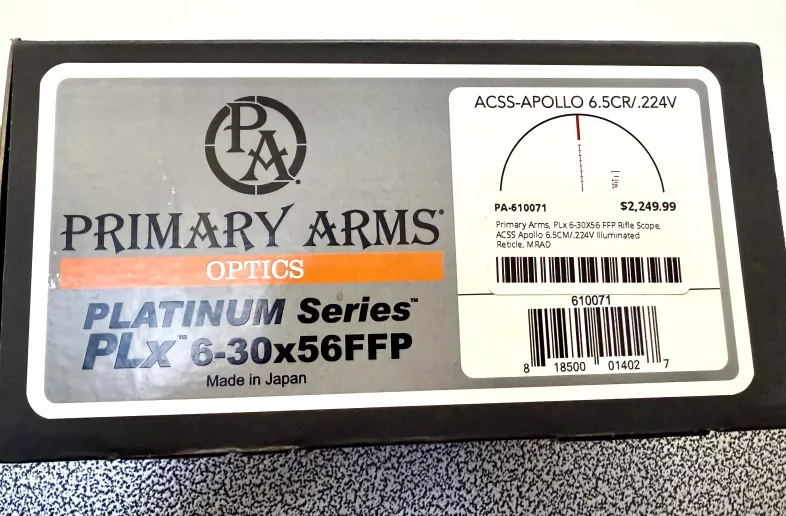 PA
PRIMARY ARMS
OPTICS
PLATINUM Series™
PLx™ 6-30x56FFP
Made in Japan
ACSS-APOLLO 6.5CR/.224V
PA-610071 $2,249.99
Primary Arms, PLx 6-30X56 FFP Rifle Scope,
ACSS Apollo 6.5CM/.224V Illuminated
Reticle, MRAD
610071
8 18500 01402 7